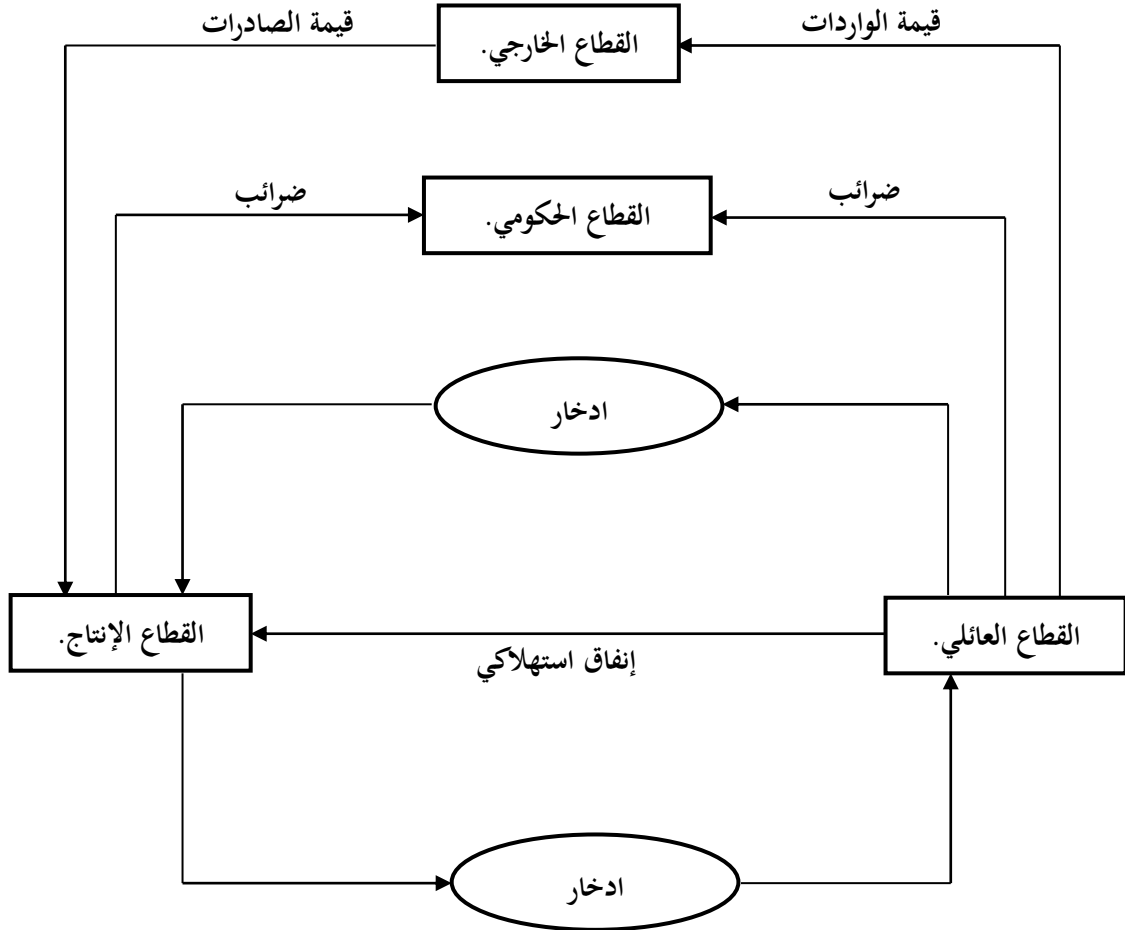 قيمة الواردات
قيمة الصادرات
القطاع الخارجي.
ضرائب
ضرائب
القطاع الحكومي.
ادخار
القطاع العائلي.
القطاع الإنتاج.
إنفاق استهلاكي
ادخار